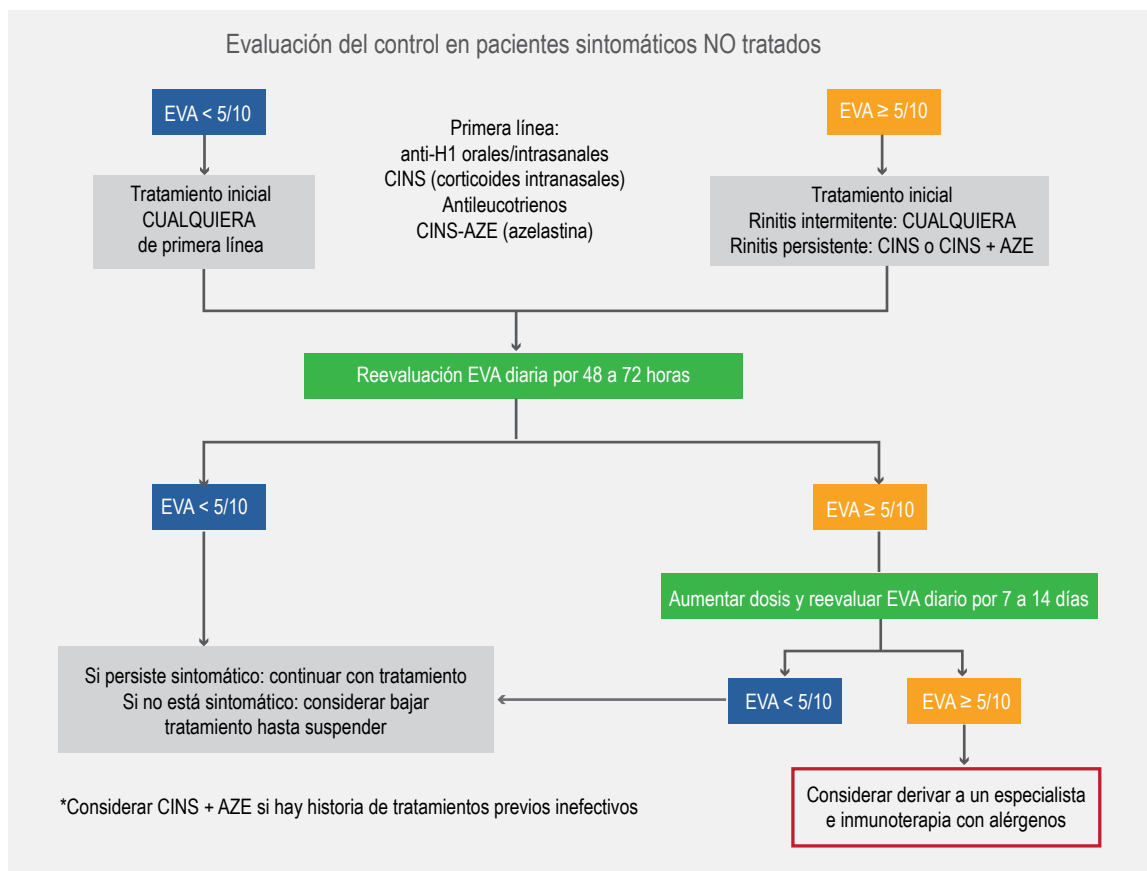 Evaluación del control en pacientes sintomáticos NO tratados
EVA < 5/10
Primera línea:
anti-H1 orales/intrasanales
CINS (corticoides intranasales)
Antileucotrienos
CINS-AZE (azelastina)
EVA ≥ 5/10
Tratamiento inicial
CUALQUIERA
de primera línea
Tratamiento inicial
Rinitis intermitente: CUALQUIERA
Rinitis persistente: CINS o CINS + AZE
Reevaluación EVA diaria por 48 a 72 horas
EVA < 5/10
EVA ≥ 5/10
Aumentar dosis y reevaluar EVA diario por 7 a 14 días
Si persiste sintomático: continuar con tratamiento
Si no está sintomático: considerar bajar
tratamiento hasta suspender
EVA < 5/10
EVA ≥ 5/10
*Considerar CINS + AZE si hay historia de tratamientos previos inefectivos
Considerar derivar a un especialista
e inmunoterapia con alérgenos